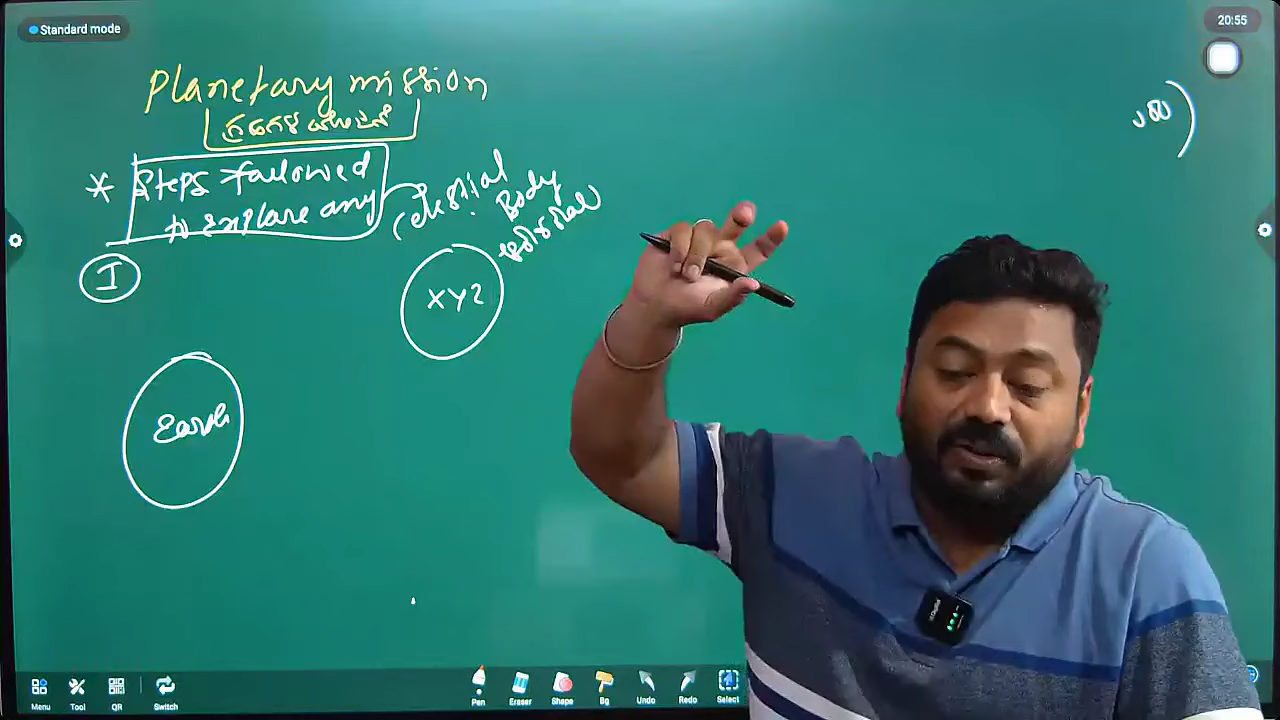 Standard mode
20:55
Planetary mission
* Steps followed
to explore any
Celestial
Body
I
XYZ
Earth
Menu
Tool
QR
Switch
Pen
Eraser
Shape
Bg
Undo
Redo
Select